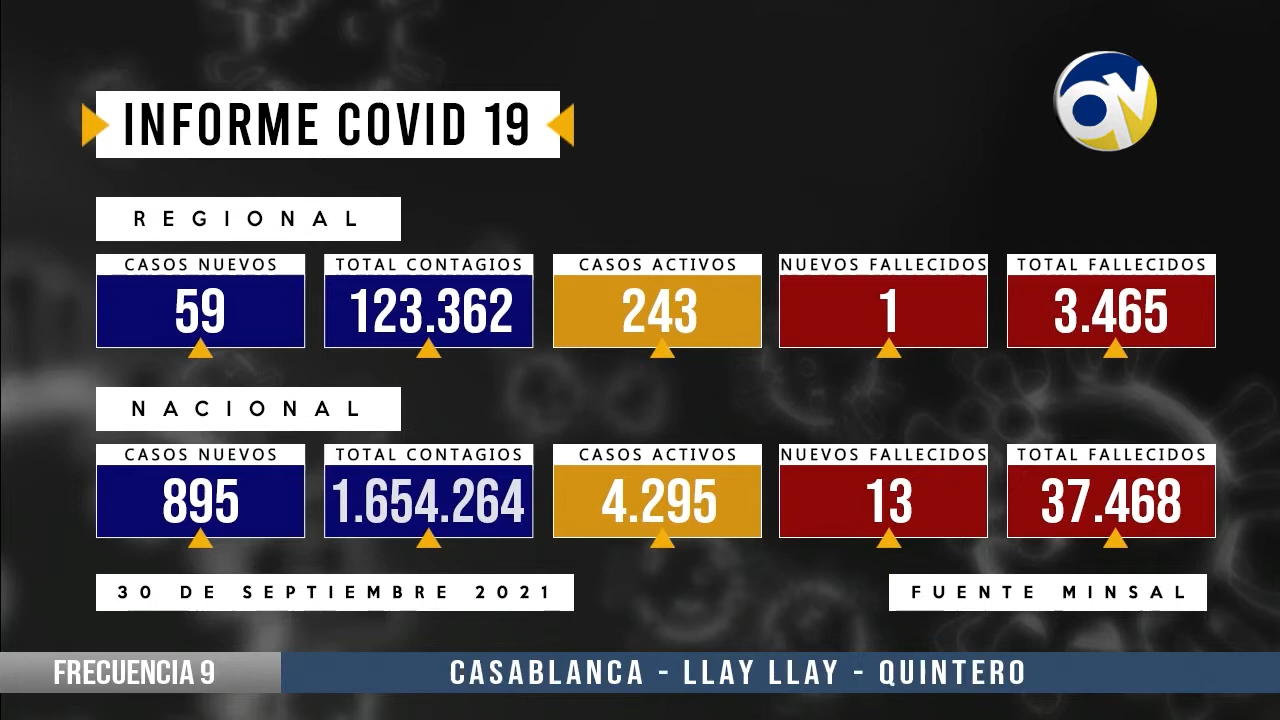 INFORME COVID 19
REGIONAL
CASOS NUEVOS TOTAL CONTAGIOS CASOS ACTIVOS NUEVOS FALLECIDOS TOTAL FALLECIDOS
59 123.362 243 1 3.465
NACIONAL
CASOS NUEVOS TOTAL CONTAGIOS CASOS ACTIVOS NUEVOS FALLECIDOS TOTAL FALLECIDOS
895 1.654.264 4.295 13 37.468
30 DE SEPTIEMBRE 2021 FUENTE MINSAL
FRECUENCIA 9 CASABLANCA - LLAY LLAY - QUINTERO